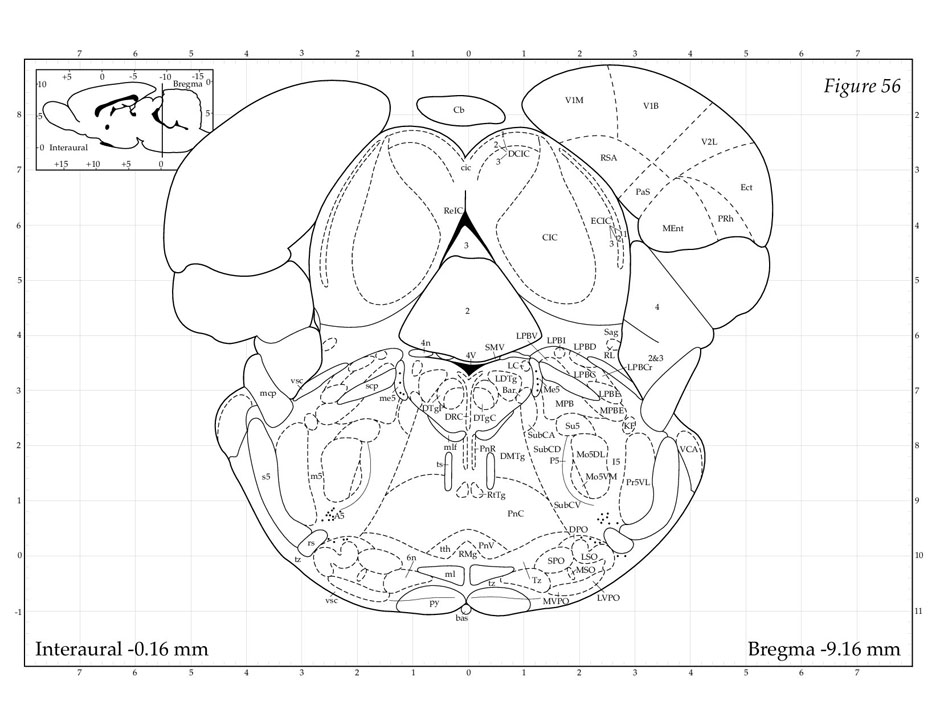 7 6 5 4 3 2 1 0 1 2 3 4 5 6 7
+5 0 -5 -10 -15
Bregma 0
10
5 5
0 Interaural
+15 +10 +5 0
Figure 56
8 2
7 3
6 4
5 5
4 6
3 7
2 8
1 9
0 10
-1 11
Cb V1M V1B
V2L
2 DCIC
3
cic RSA
PaS Ect
ReIC ECIC PRh
MEnt
1
2
3
3 CIC
2 4
Sag
4n SMV LPBV LPBI LPBD
4V RL 2&3
LC LPBCr
vsc scp LDTg LPBC
mcp me5 Bar Me5 LPBE
DTgP MPB MPBE
DRC DTgC Su5 KF
SubCA
mlf PnR SubCD VCA
DMTg Mo5DL
ts P5 I5
s5 m5 Mo5VM
Pr5VL
RtTg
SubCV
A5 PnC
DPO
rs tth PnV
RMg
tz 6n SPO LSO
MSO
ml tz Tz
vsc py MVPO LVPO
bas
Interaural -0.16 mm Bregma -9.16 mm
7 6 5 4 3 2 1 0 1 2 3 4 5 6 7